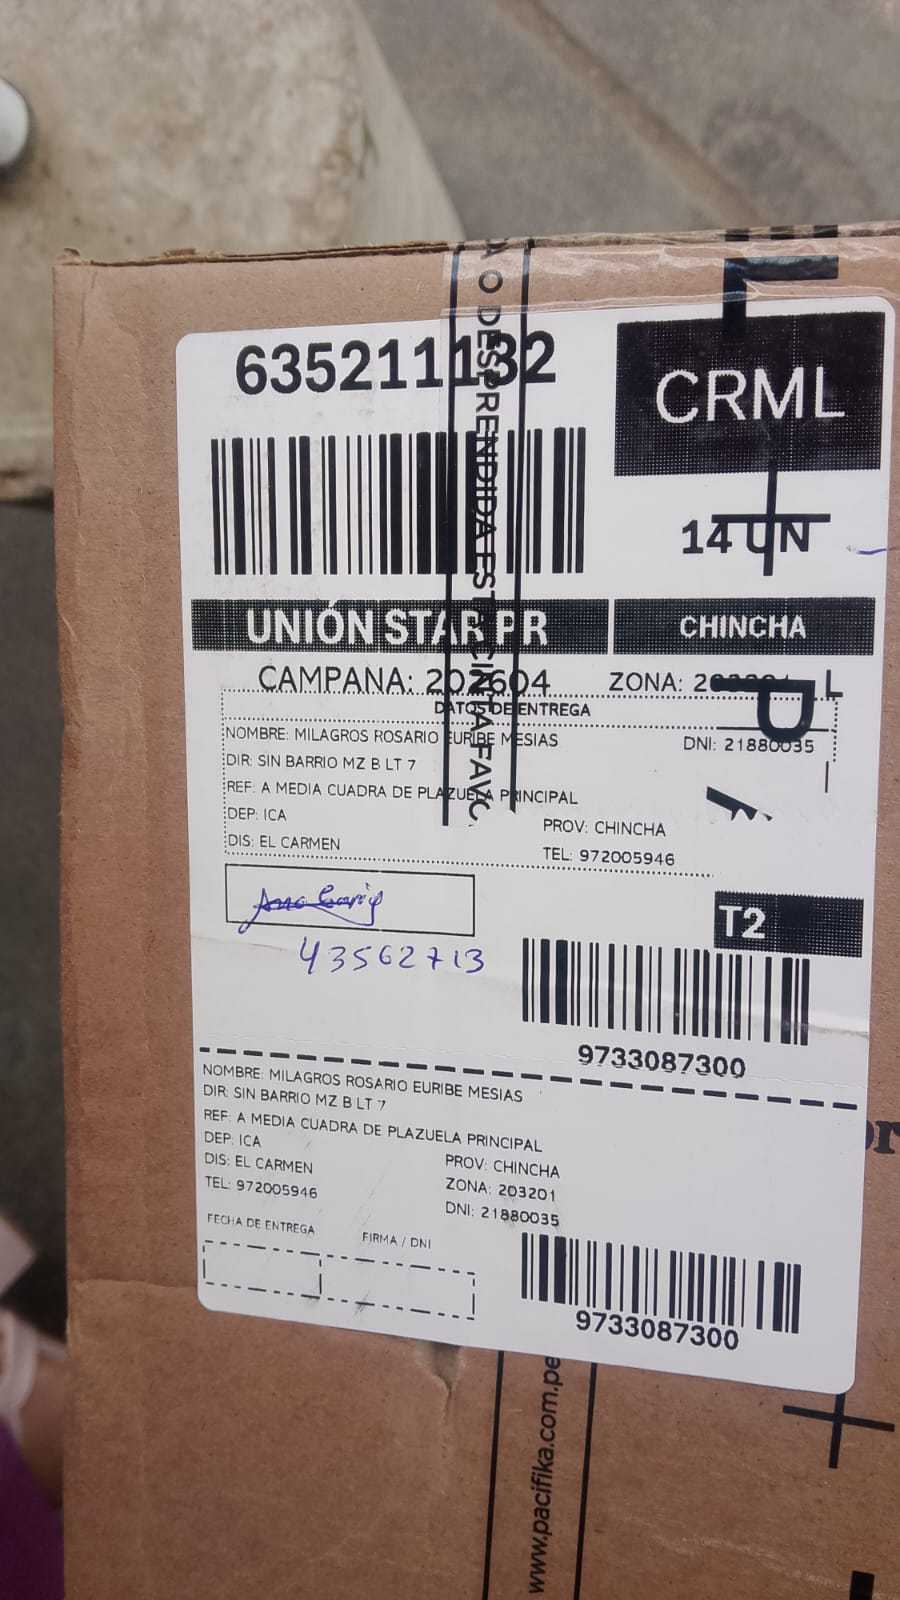 635211132
CRML
14 UN
UNIÓN STAR PR
CHINCHA
CAMPANA: 202604
ZONA:
DATOS DE ENTREGA
NOMBRE: MILAGROS ROSARIO EURIBE MESIAS
DNI: 21880035
DIR: SIN BARRIO MZ B LT 7
REF: A MEDIA CUADRA DE PLAZUELA PRINCIPAL
DEP: ICA
PROV: CHINCHA
DIS: EL CARMEN
TEL: 972005946
43562713
T2
9733087300
NOMBRE: MILAGROS ROSARIO EURIBE MESIAS
DIR: SIN BARRIO MZ B LT 7
REF: A MEDIA CUADRA DE PLAZUELA PRINCIPAL
DEP: ICA
PROV: CHINCHA
DIS: EL CARMEN
ZONA: 203201
TEL: 972005946
DNI: 21880035
FECHA DE ENTREGA
FIRMA / DNI
9733087300
DESPRENDIDA ESTA CINTA
www.pacifika.com.pe